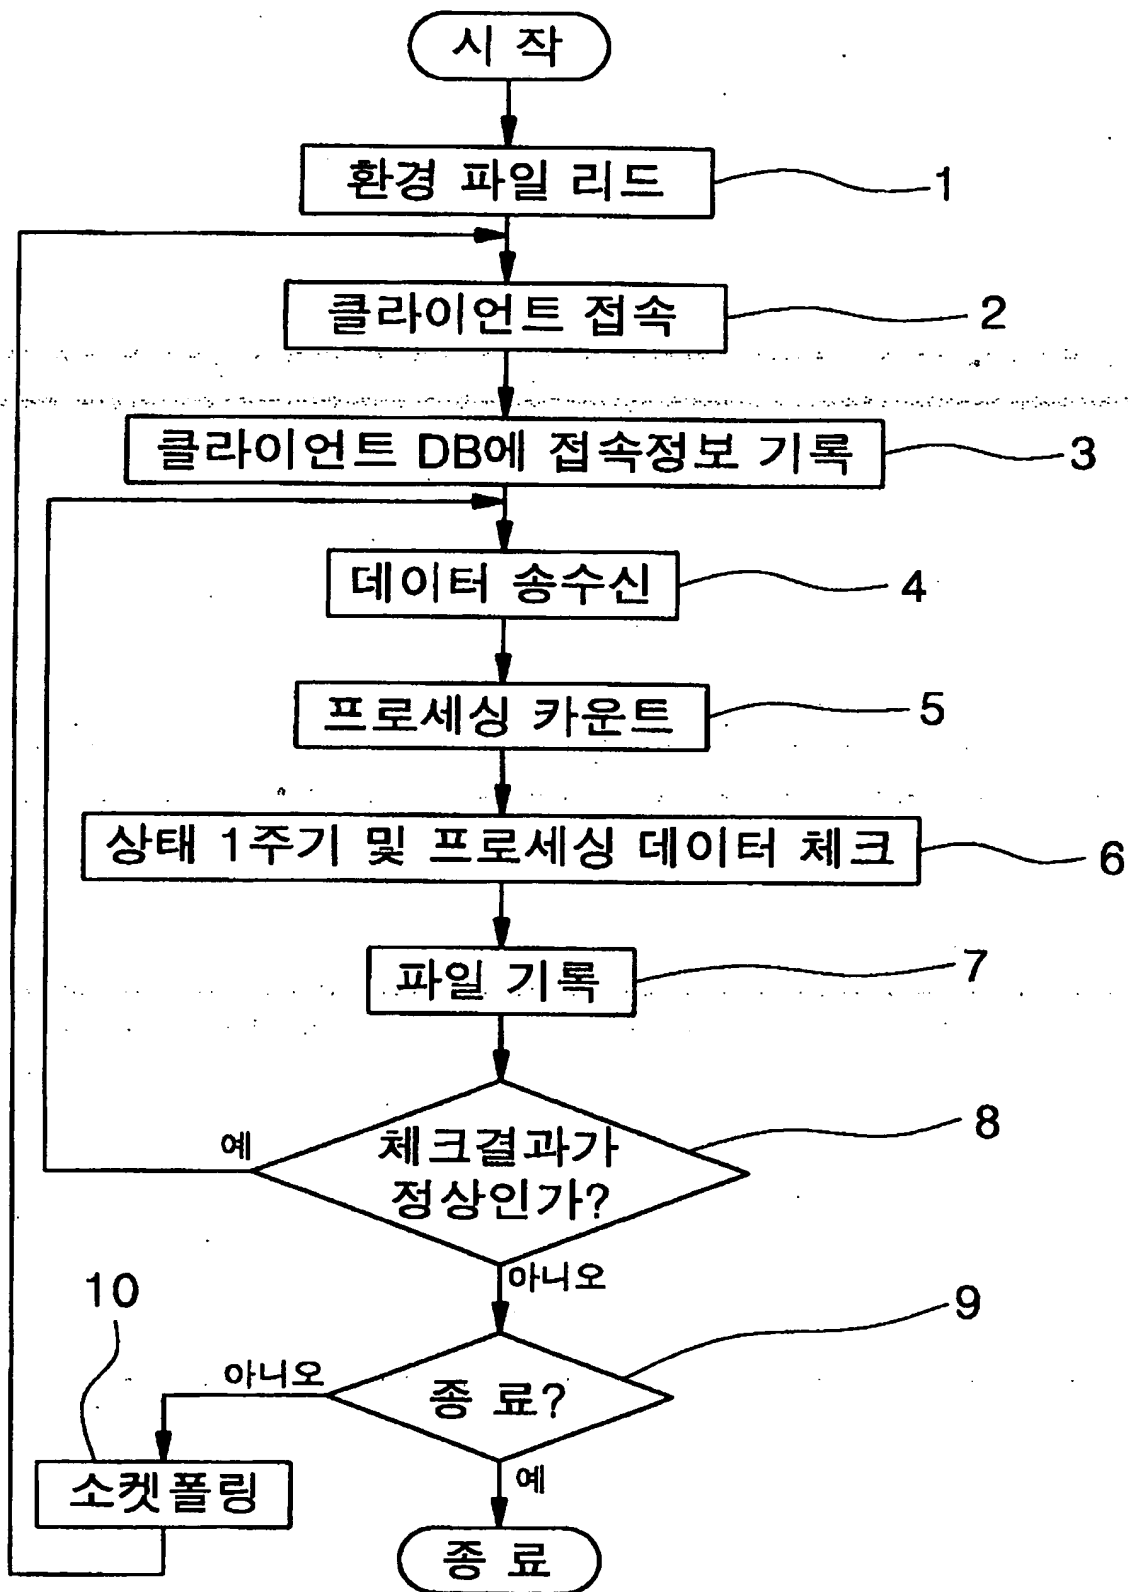 시 작
환경 파일 리드
1
클라이언트 접속
2
클라이언트 DB에 접속정보 기록
3
데이터 송수신
4
프로세싱 카운트
5
상태 1주기 및 프로세싱 데이터 체크
6
파일 기록
7
예
체크결과가
정상인가?
8
아니오
10
9
아니오
종 료?
소켓폴링
예
종 료